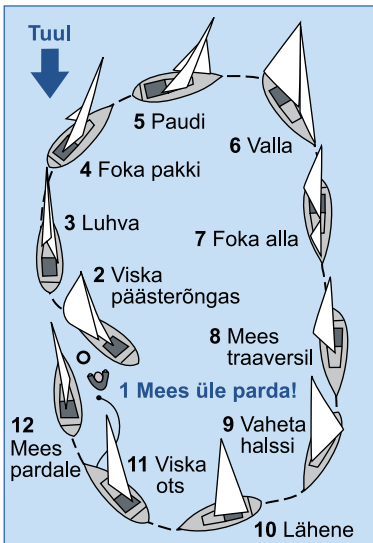 Tuul
5 Paudi
6 Valla
4 Foka pakki
3 Luhva
7 Foka alla
2 Viska
päästerõngas
8 Mees
traaversil
1 Mees üle parda!
9 Vaheta
halssi
12
Mees
pardale
11 Viska
ots
10 Lähene